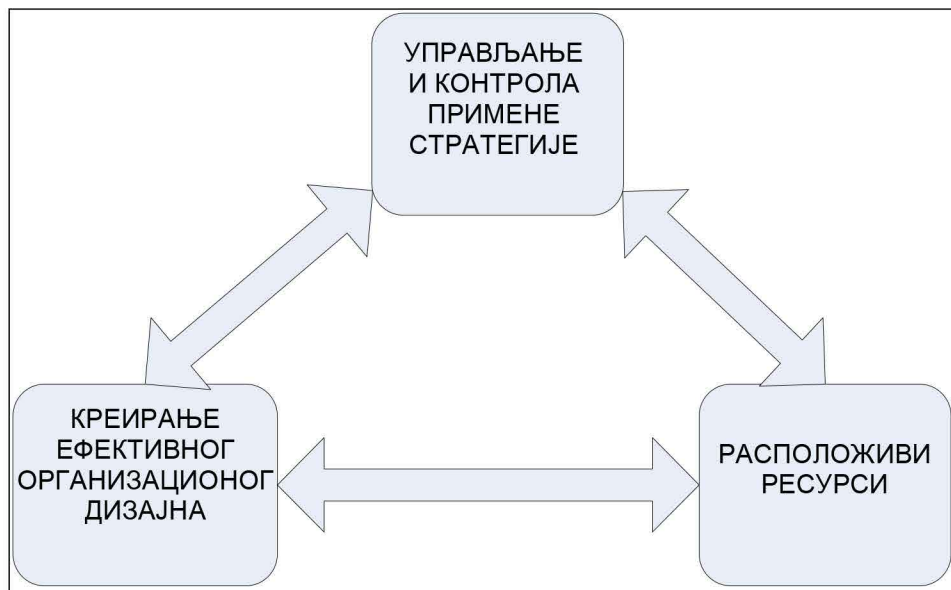 УПРАВЉАЊЕ
И КОНТРОЛА
ПРИМЕНЕ
СТРАТЕГИЈЕ
КРЕИРАЊЕ
ЕФЕКТИВНОГ
ОРГАНИЗАЦИОНОГ
ДИЗАЈНА
РАСПОЛОЖИВИ
РЕСУРСИ